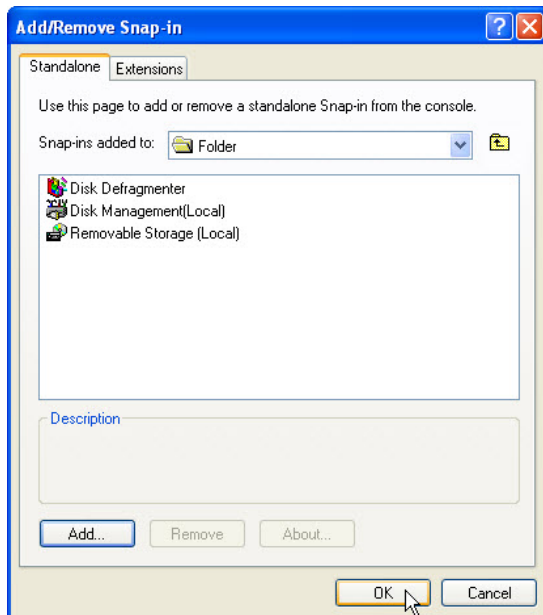 Add/Remove Snap-in
Standalone Extensions
Use this page to add or remove a standalone Snap-in from the console.
Snap-ins added to: Folder
Disk Defragmenter
Disk Management(Local)
Removable Storage (Local)
Description
Add... Remove About...
OK Cancel